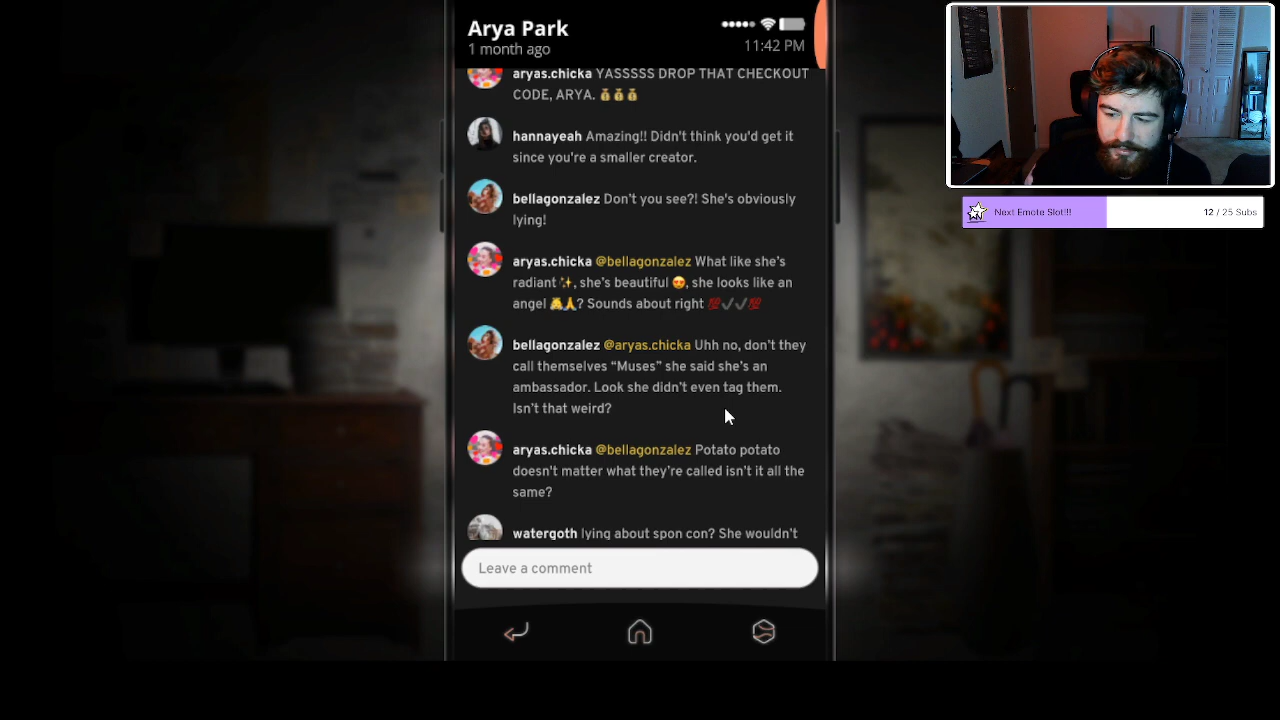 Arya Park
1 month ago
11:42 PM
aryas.chicka YASSSSS DROP THAT CHECKOUT
CODE, ARYA. 💰💰💰
hannayeah Amazing!! Didn't think you'd get it
since you're a smaller creator.
bellagonzalez Don't you see?! She's obviously
lying!
aryas.chicka @bellagonzalez What like she's
radiant ✨, she's beautiful 😍, she looks like an
angel 👼🙏? Sounds about right 💯✔✔💯
bellagonzalez @aryas.chicka Uhh no, don't they
call themselves “Muses” she said she's an
ambassador. Look she didn't even tag them.
Isn't that weird?
aryas.chicka @bellagonzalez Potato potato
doesn't matter what they're called isn't it all the
same?
watergoth lying about spon con? She wouldn't
Leave a comment
Next Emote Slot!!!
12 / 25 Subs